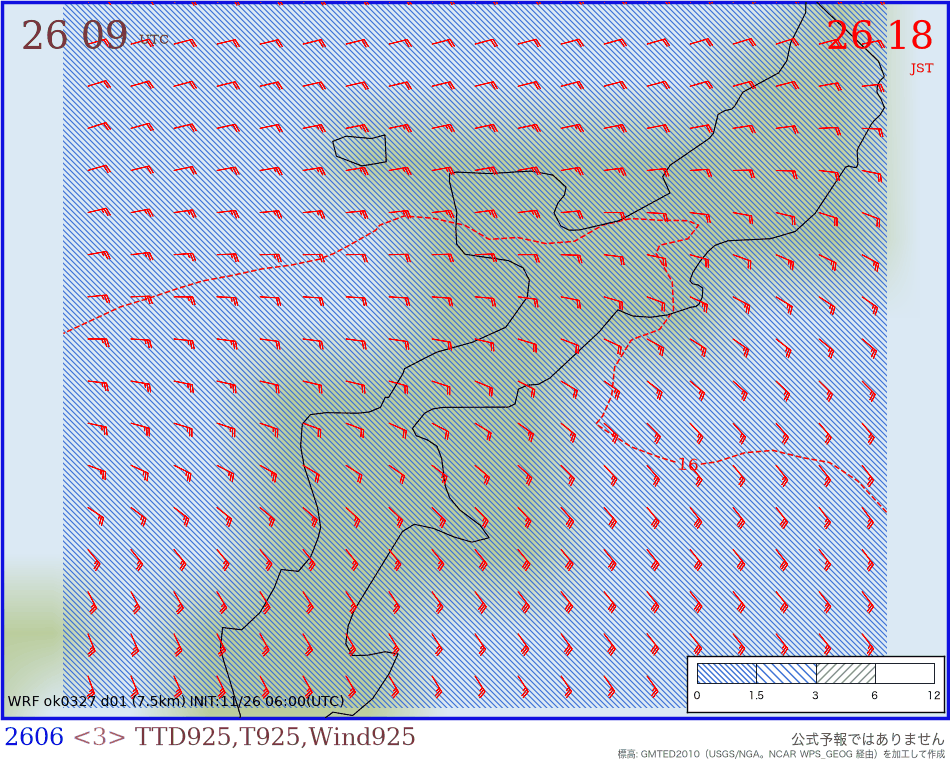 26 09 UTC
26 18
JST
16
0 1.5 3 6 12
WRF ok0327 d01 (7.5km) INIT:11/26 06:00(UTC)
2606 <3> TTD925,T925,Wind925
公式予報ではありません
標高: GMTED2010（USGS/NGA。NCAR WPS_GEOG 経由）を加工して作成